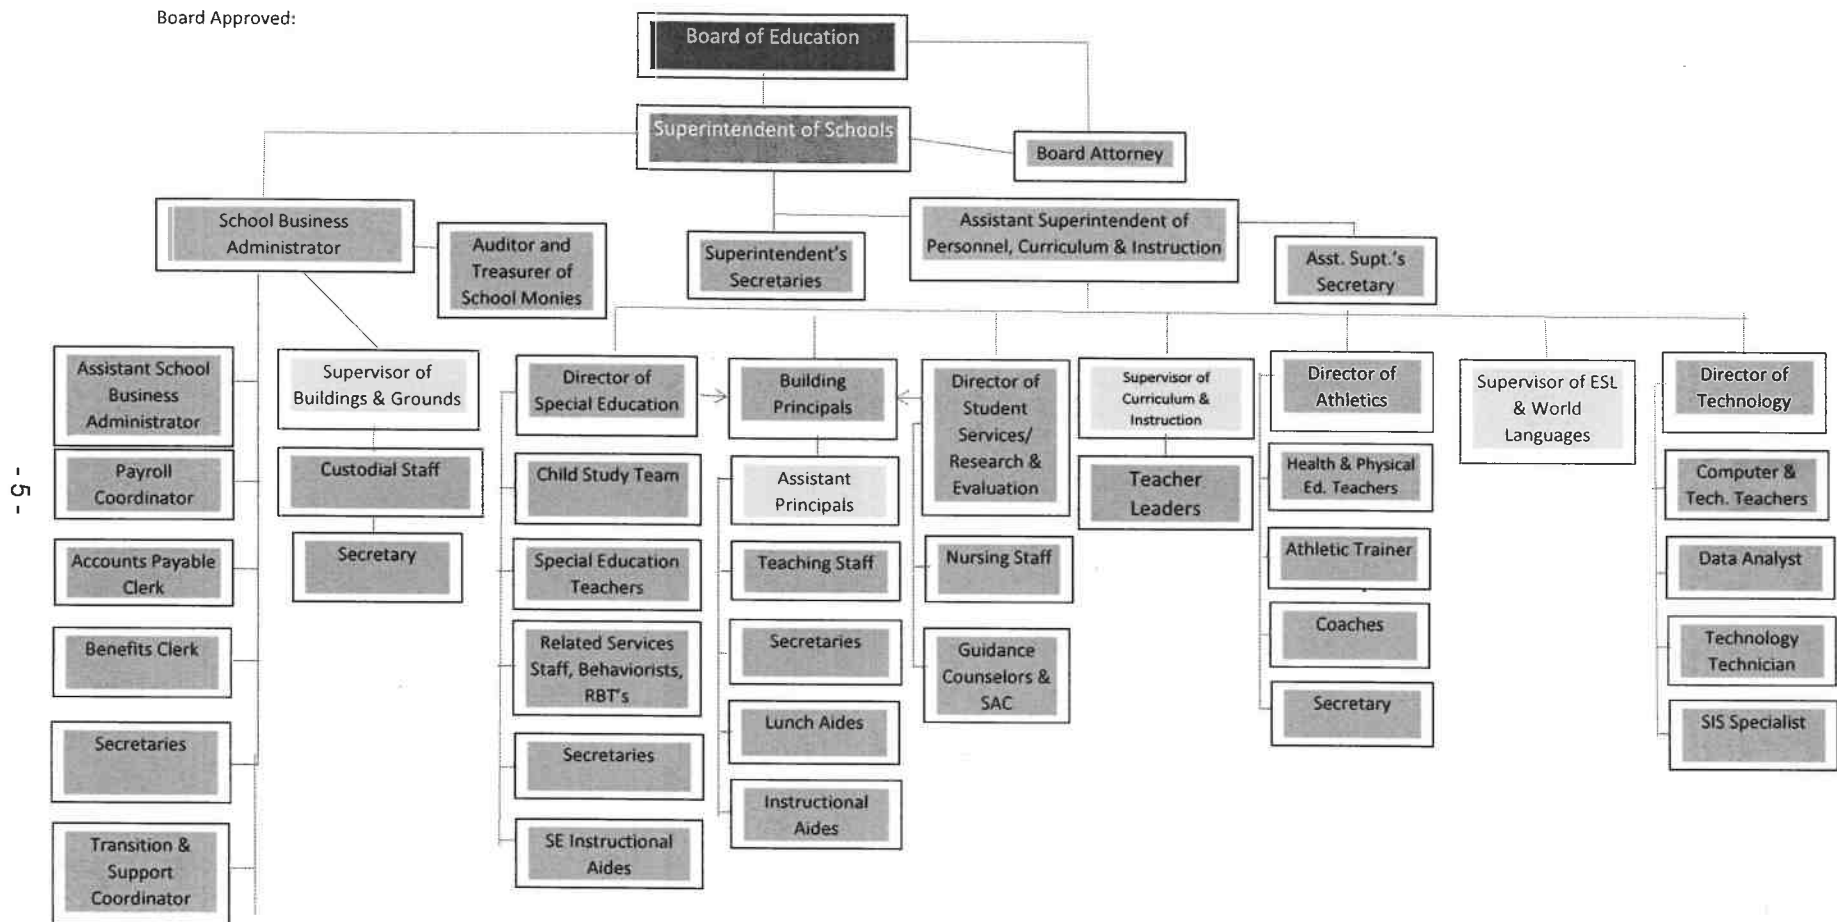 Board Approved:
Board of Education
Superintendent of Schools
Board Attorney
School Business
Administrator
Auditor and
Treasurer of
School Monies
Superintendent's
Secretaries
Assistant Superintendent of
Personnel, Curriculum & Instruction
Asst. Supt.'s
Secretary
Assistant School
Business
Administrator
Payroll
Coordinator
Accounts Payable
Clerk
Benefits Clerk
Secretaries
Transition &
Support
Coordinator
Supervisor of
Buildings & Grounds
Custodial Staff
Secretary
Director of
Special Education
Child Study Team
Special Education
Teachers
Related Services
Staff, Behaviorists,
RBT's
Secretaries
SE Instructional
Aides
Building
Principals
Assistant
Principals
Teaching Staff
Secretaries
Lunch Aides
Instructional
Aides
Director of
Student
Services/
Research &
Evaluation
Nursing Staff
Guidance
Counselors &
SAC
Supervisor of
Curriculum &
Instruction
Teacher
Leaders
Director of
Athletics
Health & Physical
Ed. Teachers
Athletic Trainer
Coaches
Secretary
Supervisor of ESL
& World
Languages
Director of
Technology
Computer &
Tech. Teachers
Data Analyst
Technology
Technician
SIS Specialist
- 5 -